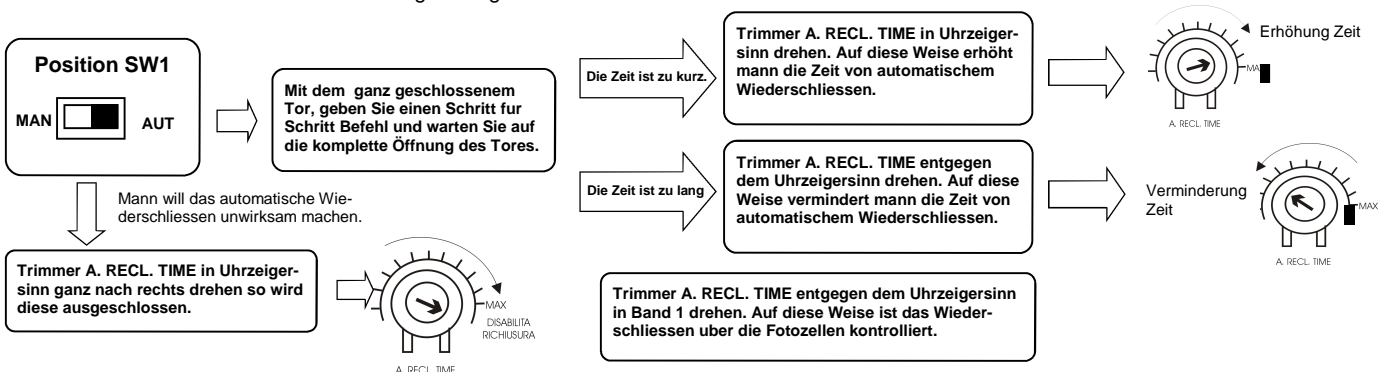 Position SW1
MAN
AUT
Mit dem ganz geschlossenem
Tor, geben Sie einen Schritt fur
Schritt Befehl und warten Sie auf
die komplette Öffnung des Tores.
Die Zeit ist zu kurz.
Trimmer A. RECL. TIME in Uhrzeiger-
sinn drehen. Auf diese Weise erhöht
mann die Zeit von automatischem
Wiederschliessen.
Erhöhung Zeit
MA
A. RECL. TIME
Die Zeit ist zu lang
Trimmer A. RECL. TIME entgegen
dem Uhrzeigersinn drehen. Auf diese
Weise vermindert mann die Zeit von
automatischem Wiederschliessen.
Verminderung
Zeit
MAX
A. RECL. TIME
Mann will das automatische Wie-
derschliessen unwirksam machen.
Trimmer A. RECL. TIME in Uhrzeiger-
sinn ganz nach rechts drehen so wird
diese ausgeschlossen.
MAX
DISABILITA
RICHIUSURA
A. RECL. TIME
Trimmer A. RECL. TIME entgegen dem Uhrzeigersinn
in Band 1 drehen. Auf diese Weise ist das Wieder-
schliessen uber die Fotozellen kontrolliert.